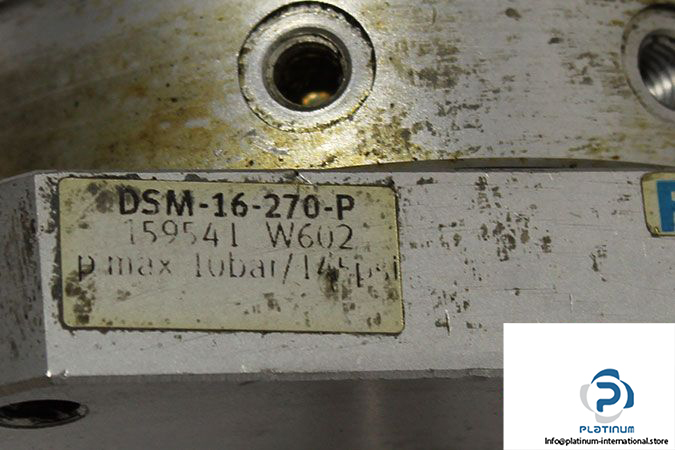 DSM-16-270-P
159541 W602
p max 10bar/145psi
PLATINUM
Info@platinum-international.store